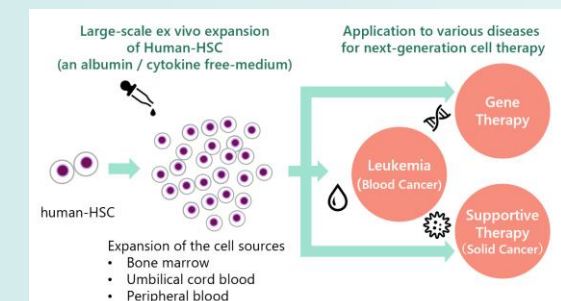 Large-scale ex vivo expansion
of Human-HSC
(an albumin / cytokine free-medium)
human-HSC
Expansion of the cell sources
• Bone marrow
• Umbilical cord blood
• Peripheral blood
Application to various diseases
for next-generation cell therapy
Gene
Therapy
Leukemia
(Blood Cancer)
Supportive
Therapy
(Solid Cancer)